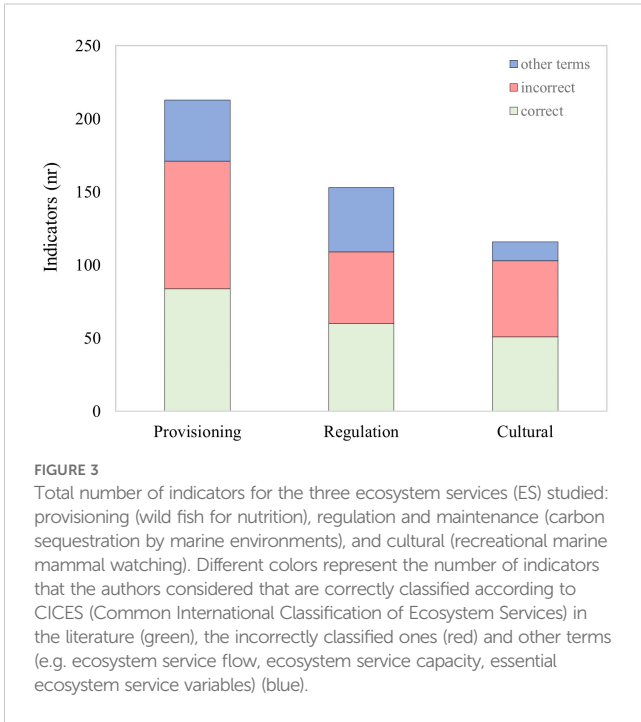 250
200
150
100
50
0
Indicators (nr)
other terms
incorrect
correct
Provisioning Regulation Cultural
FIGURE 3
Total number of indicators for the three ecosystem services (ES) studied:
provisioning (wild fish for nutrition), regulation and maintenance (carbon
sequestration by marine environments), and cultural (recreational marine
mammal watching). Different colors represent the number of indicators
that the authors considered that are correctly classified according to
CICES (Common International Classification of Ecosystem Services) in
the literature (green), the incorrectly classified ones (red) and other terms
(e.g. ecosystem service flow, ecosystem service capacity, essential
ecosystem service variables) (blue).